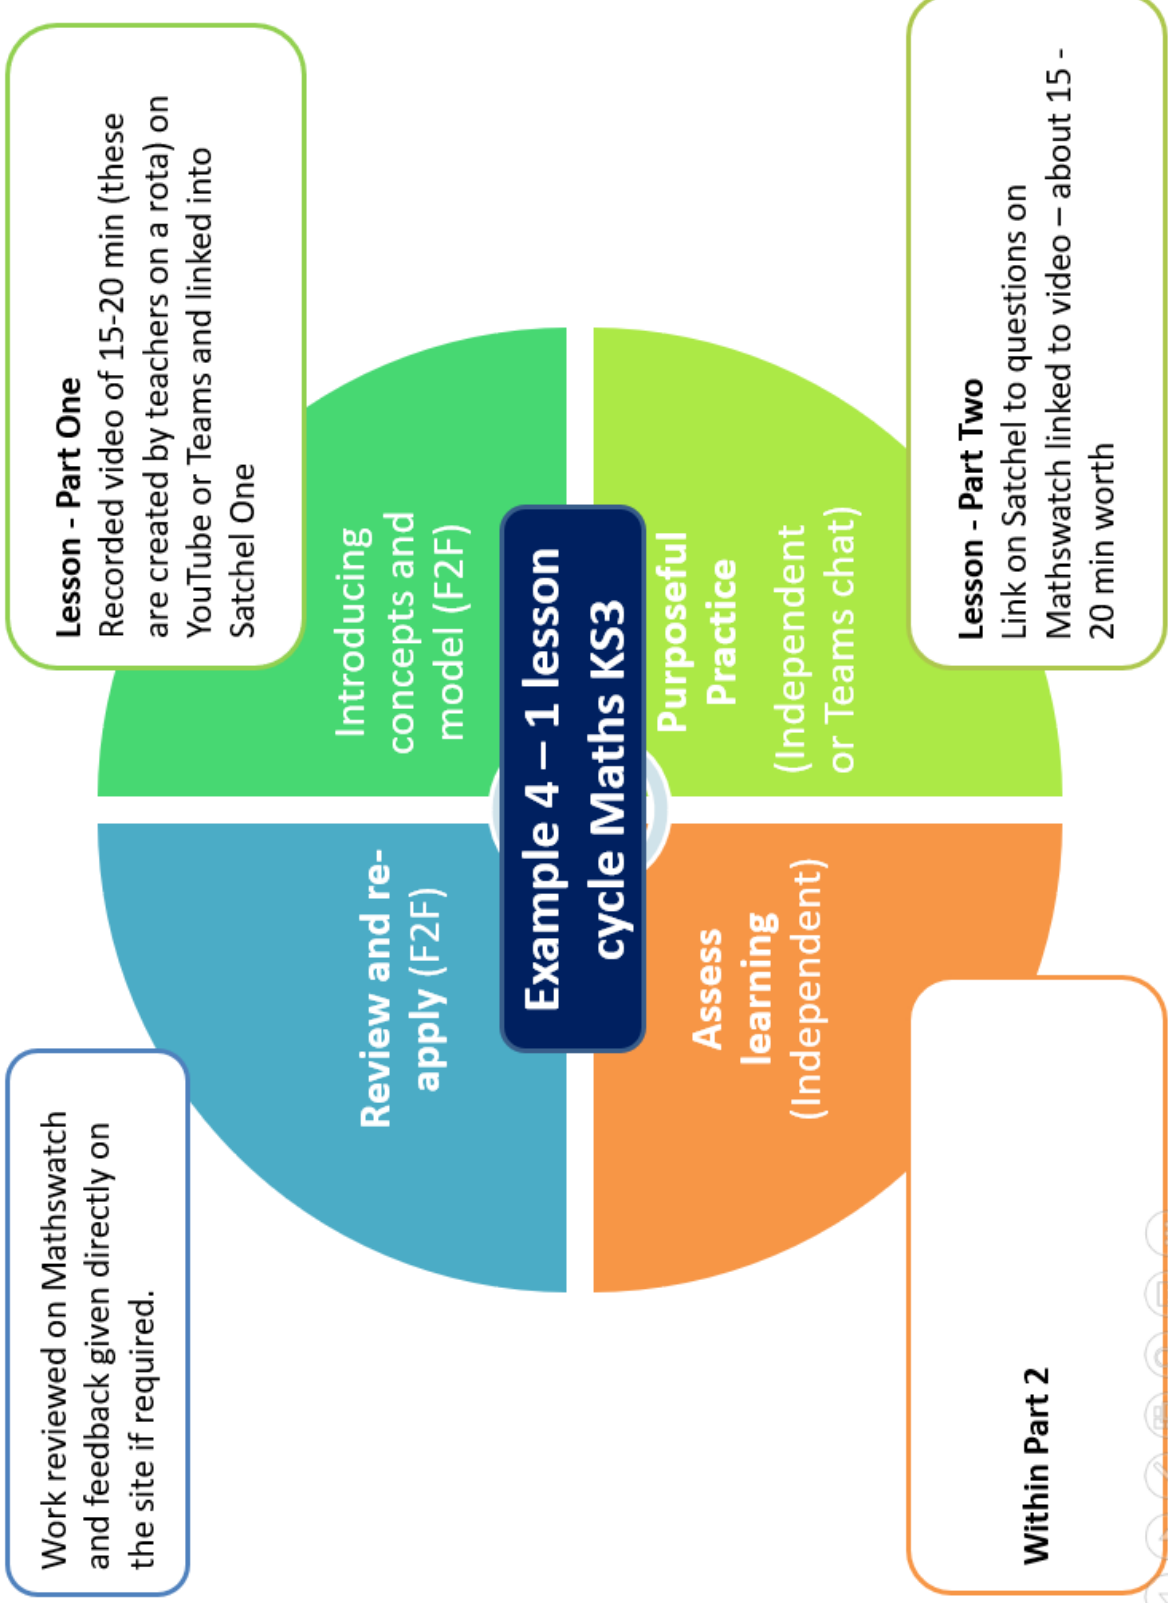 Work reviewed on Mathswatch
and feedback given directly on
the site if required.
Lesson - Part One
Recorded video of 15-20 min (these
are created by teachers on a rota) on
YouTube or Teams and linked into
Satchel One
Review and re-
apply (F2F)
Introducing
concepts and
model (F2F)
Example 4 – 1 lesson
cycle Maths KS3
Assess
learning
(Independent)
Purposeful
Practice
(Independent
or Teams chat)
Within Part 2
Lesson - Part Two
Link on Satchel to questions on
Mathswatch linked to video – about 15 -
20 min worth